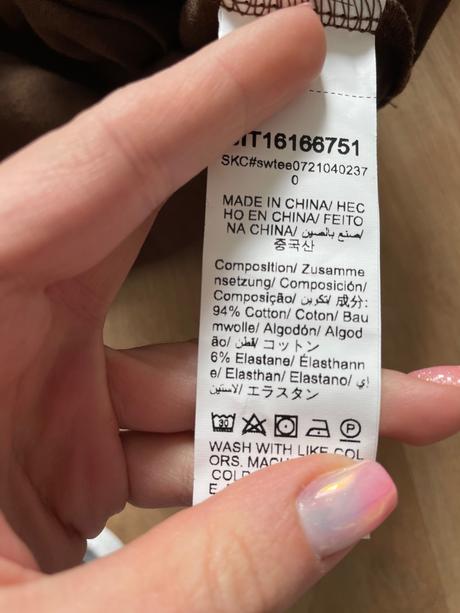 IT16166751
SKC#swtee0721040237
0
MADE IN CHINA/ HEC
HO EN CHINA/ FEITO
NA CHINA/ صنع بالصين/
중국산
Composition/ Zusamme
nsetzung/ Composición/
Composição/ تكوين/ 成分:
94% Cotton/ Coton/ Bau
mwolle/ Algodón/ Algod
ão/ قطن/ コットン
6% Elastane/ Élasthann
e/ Elasthan/ Elastano/ إي
لاستين/ エラスタン
30 P
WASH WITH LIKE COL
ORS. MACH
COLD